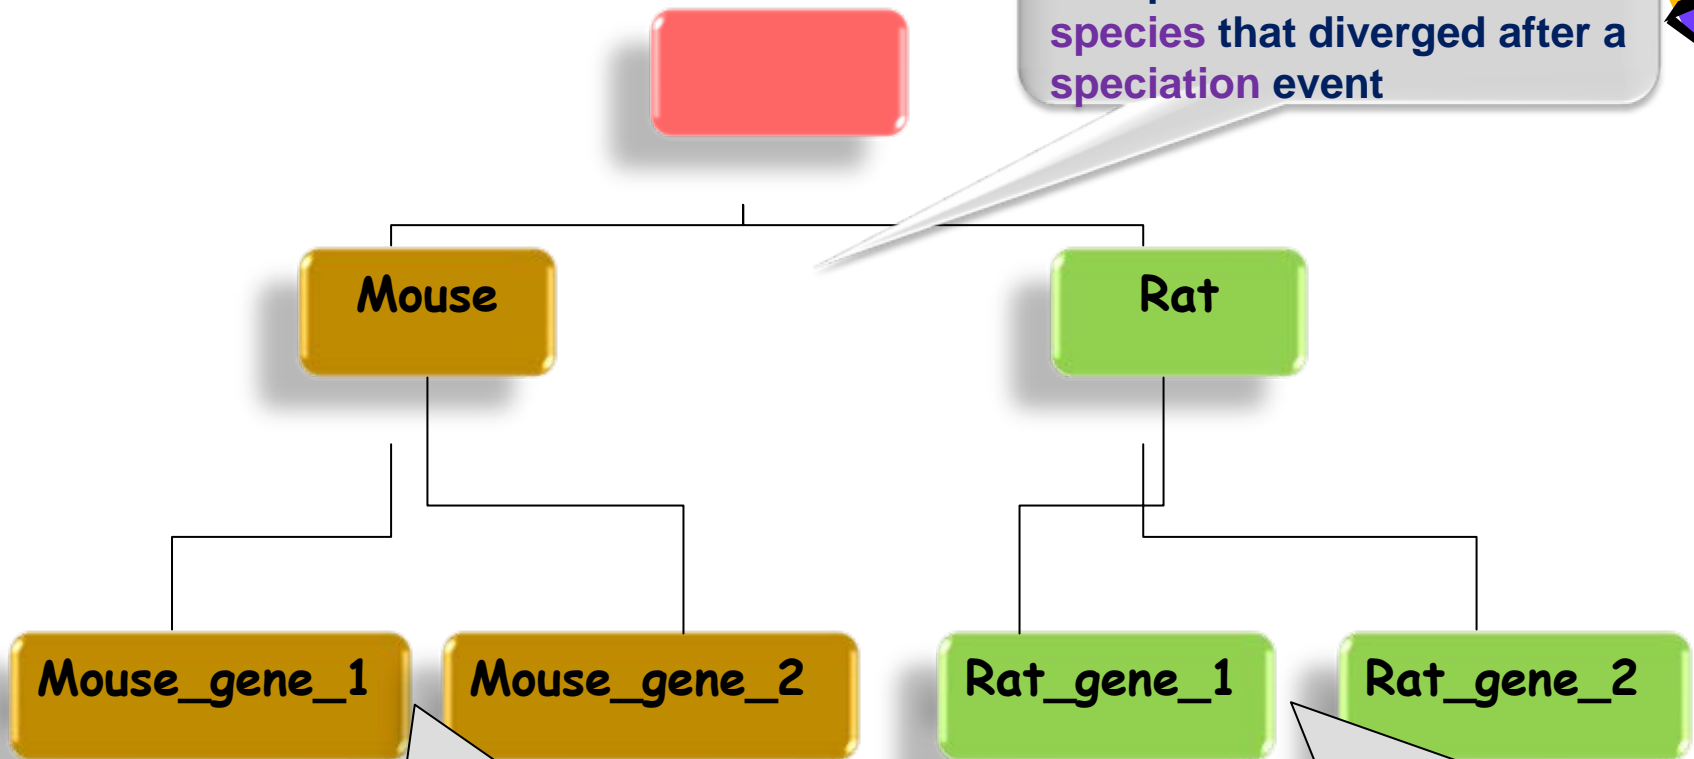 species that diverged after a
speciation event
Mouse
Rat
Mouse_gene_1
Mouse_gene_2
Rat_gene_1
Rat_gene_2